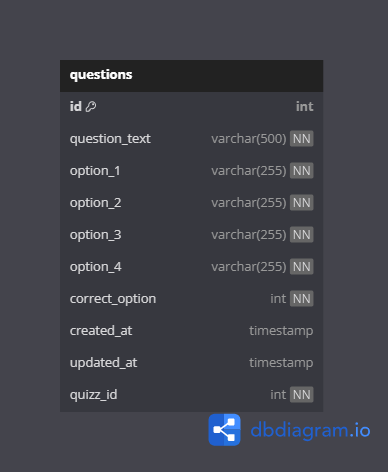 questions
id int
question_text varchar(500) NN
option_1 varchar(255) NN
option_2 varchar(255) NN
option_3 varchar(255) NN
option_4 varchar(255) NN
correct_option int NN
created_at timestamp
updated_at timestamp
quizz_id int NN
dbdiagram.io